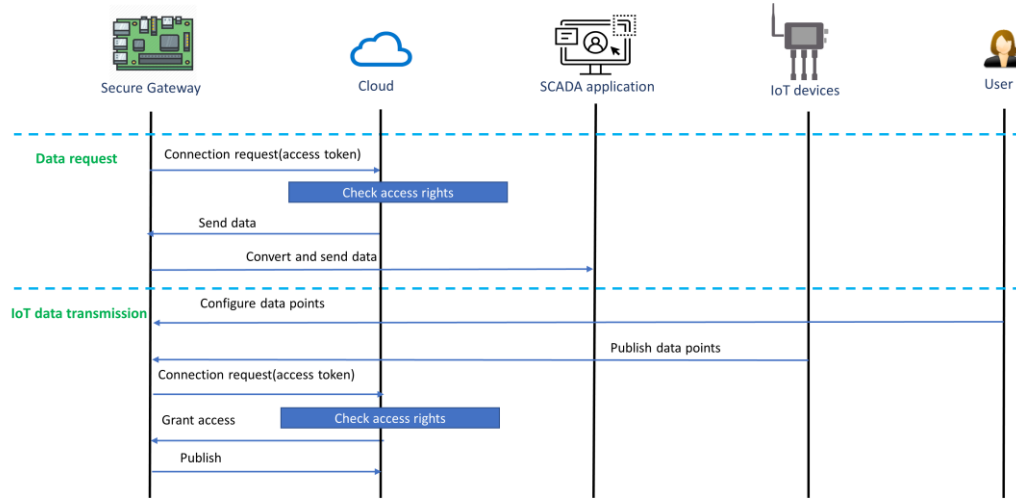 Secure Gateway
Cloud
SCADA application
IoT devices
User
Data request
Connection request(access token)
Check access rights
Send data
Convert and send data
IoT data transmission
Configure data points
Publish data points
Connection request(access token)
Grant access
Check access rights
Publish